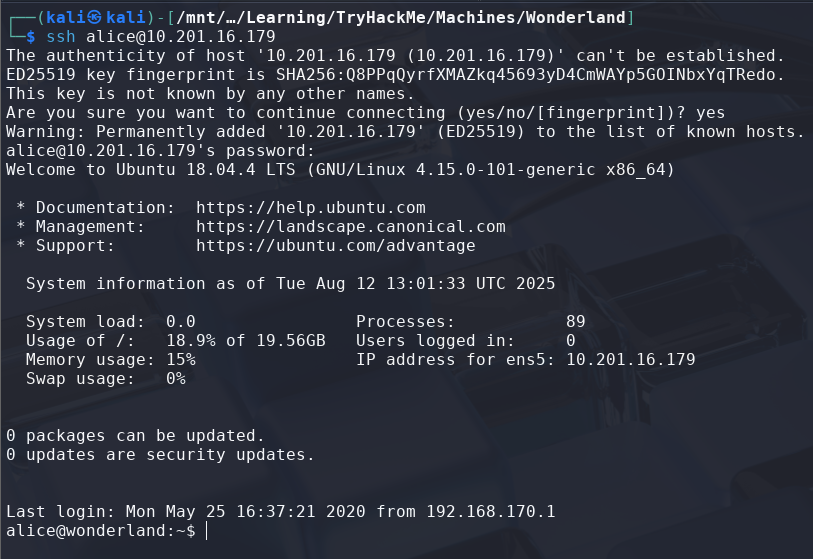 ┌──(kali㉿kali)-[/mnt/…/Learning/TryHackMe/Machines/Wonderland]
└─$ ssh alice@10.201.16.179
The authenticity of host '10.201.16.179 (10.201.16.179)' can't be established.
ED25519 key fingerprint is SHA256:Q8PPqQyrfXMAZkq45693yD4CmWAYp5GOINbxYqTRedo.
This key is not known by any other names.
Are you sure you want to continue connecting (yes/no/[fingerprint])? yes
Warning: Permanently added '10.201.16.179' (ED25519) to the list of known hosts.
alice@10.201.16.179's password:
Welcome to Ubuntu 18.04.4 LTS (GNU/Linux 4.15.0-101-generic x86_64)
* Documentation:  https://help.ubuntu.com
* Management:     https://landscape.canonical.com
* Support:        https://ubuntu.com/advantage
System information as of Tue Aug 12 13:01:33 UTC 2025
System load:  0.0                Processes:           89
Usage of /:   18.9% of 19.56GB   Users logged in:     0
Memory usage: 15%                IP address for ens5: 10.201.16.179
Swap usage:   0%
0 packages can be updated.
0 updates are security updates.
Last login: Mon May 25 16:37:21 2020 from 192.168.170.1
alice@wonderland:~$